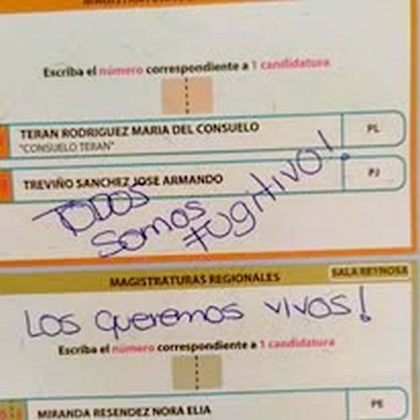 Escriba el número correspondiente a 1 candidatura
TERAN RODRIGUEZ MARIA DEL CONSUELO
PL
"CONSUELO TERAN"
TREVIÑO SANCHEZ JOSE ARMANDO
PJ
TODOS
Somos
FUgitivo!.
MAGISTRATURAS REGIONALES
SALA REYNOSA
Los queremos vivos!
Escriba el número correspondiente a 1 candidatura
MIRANDA RESENDEZ NORA ELIA
PE